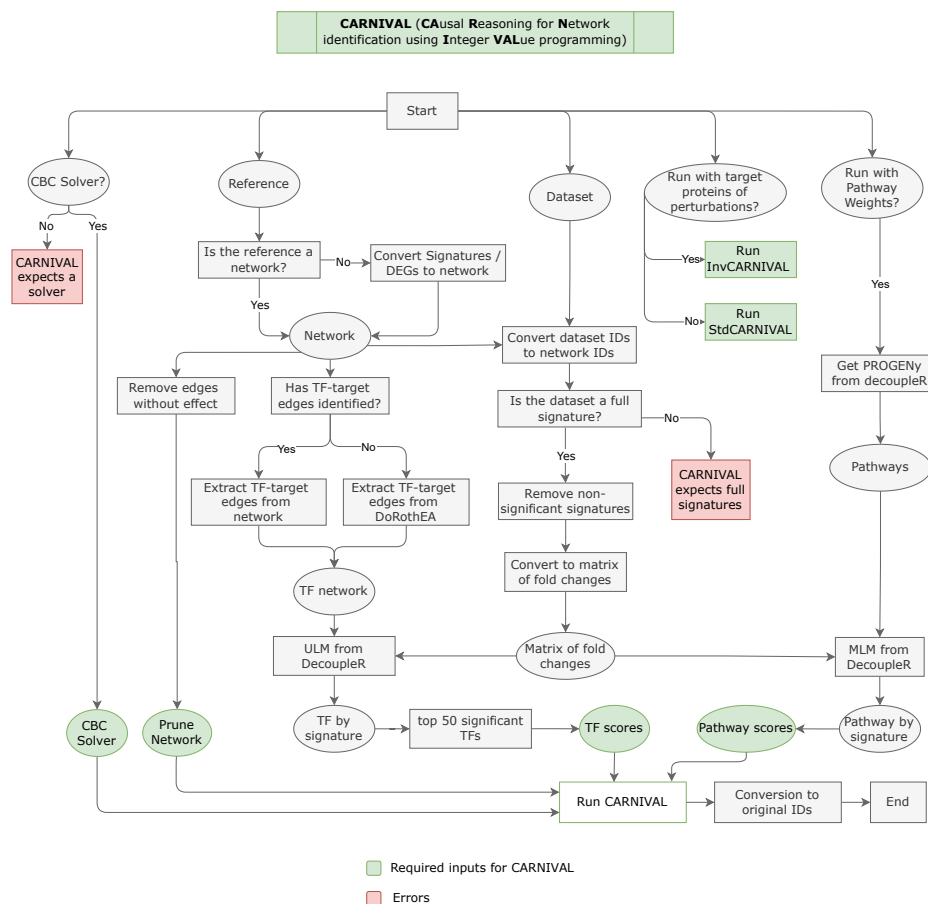 CARNIVAL (CAusal Reasoning for Network
identification using Integer VALue programming)
Start
CBC Solver?
Reference
Dataset
Run with target
proteins of
perturbations?
Run with
Pathway
Weights?
No
Yes
CARNIVAL
expects a
solver
Is the reference a
network?
No
Convert Signatures /
DEGs to network
Yes
Yes
Run
InvCARNIVAL
No
Run
StdCARNIVAL
Yes
Network
Convert dataset IDs
to network IDs
Get PROGENy
from decoupleR
Remove edges
without effect
Has TF-target
edges identified?
Is the dataset a full
signature?
No
Yes
No
Yes
CARNIVAL
expects full
signatures
Pathways
Extract TF-target
edges from
network
Extract TF-target
edges from
DoRothEA
Remove non-
significant signatures
Convert to matrix
of fold changes
TF network
ULM from
DecoupleR
Matrix of fold
changes
MLM from
DecoupleR
CBC
Solver
Prune
Network
TF by
signature
top 50 significant
TFs
TF scores
Pathway scores
Pathway by
signature
Run CARNIVAL
Conversion to
original IDs
End
Required inputs for CARNIVAL
Errors